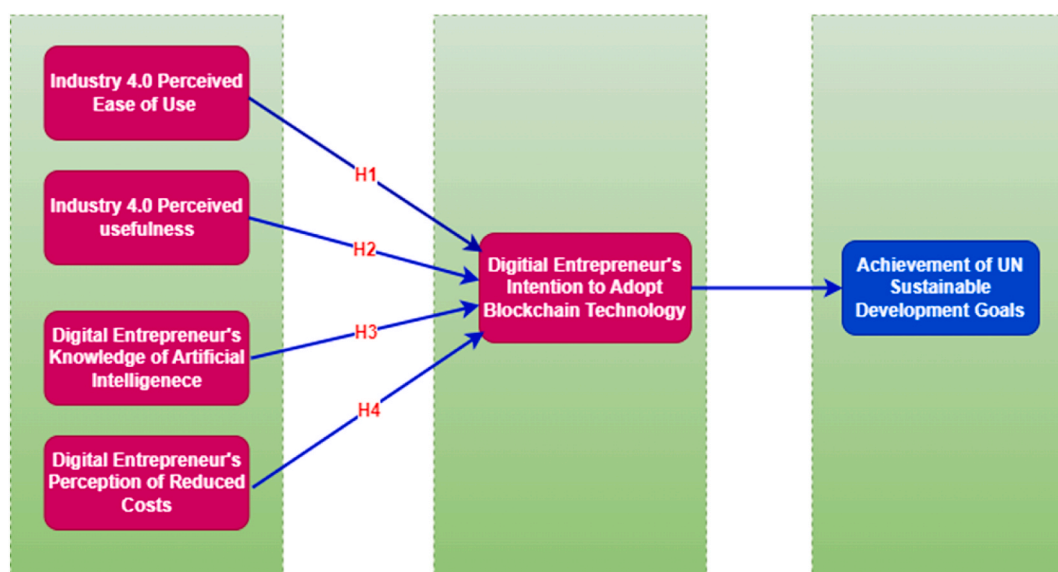 Industry 4.0 Perceived
Ease of Use
H1
Industry 4.0 Perceived
usefulness
H2
Digital Entrepreneur's
Knowledge of Artificial
Intelligenece
H3
Digital Entrepreneur's
Perception of Reduced
Costs
H4
Digitial Entrepreneur's
Intention to Adopt
Blockchain Technology
Achievement of UN
Sustainable
Development Goals